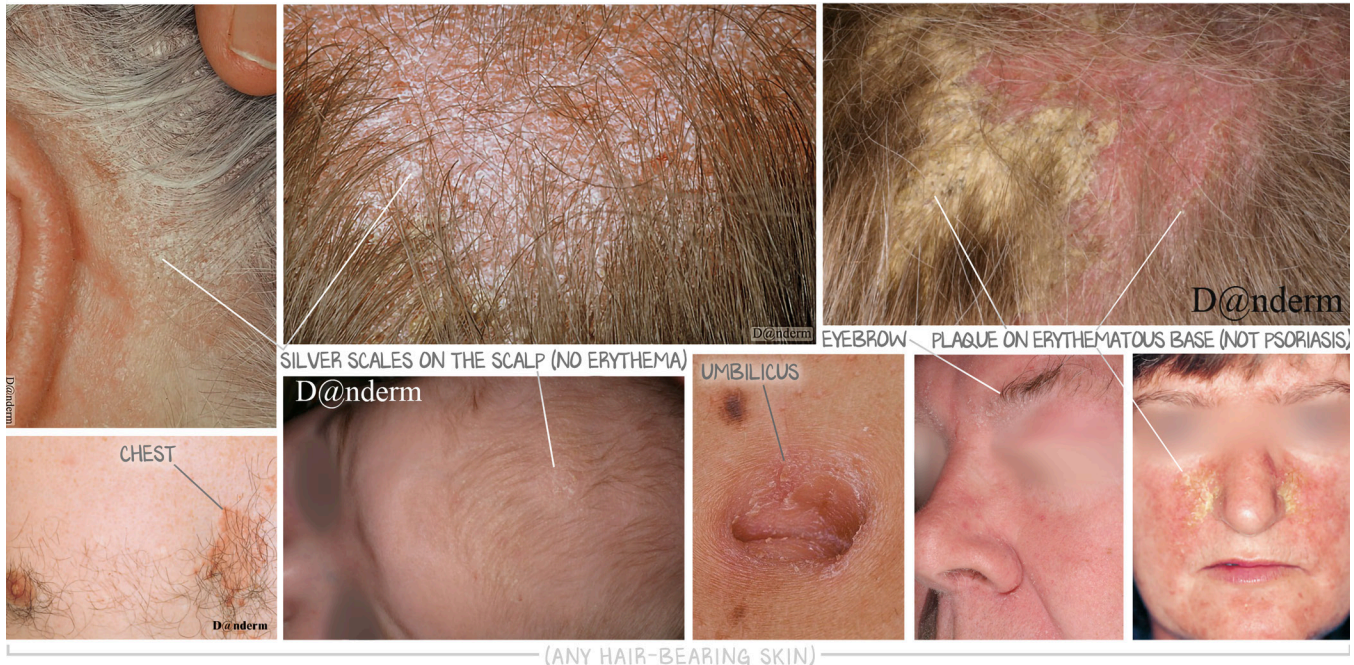 D@nderm
D@nderm
D@nderm
SILVER SCALES ON THE SCALP (NO ERYTHEMA)
EYEBROW
PLAQUE ON ERYTHEMATOUS BASE (NOT PSORIASIS)
D@nderm
UMBILICUS
CHEST
D@nderm
(ANY HAIR-BEARING SKIN)